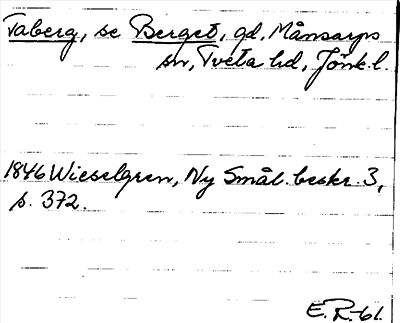 Taberg, se Berget, gd, Månsarps
sn, Tveta hd, Jönk. l.
1846 Wieselgren, Ny Smål. beskr. 3,
s. 372.
E. R-61.